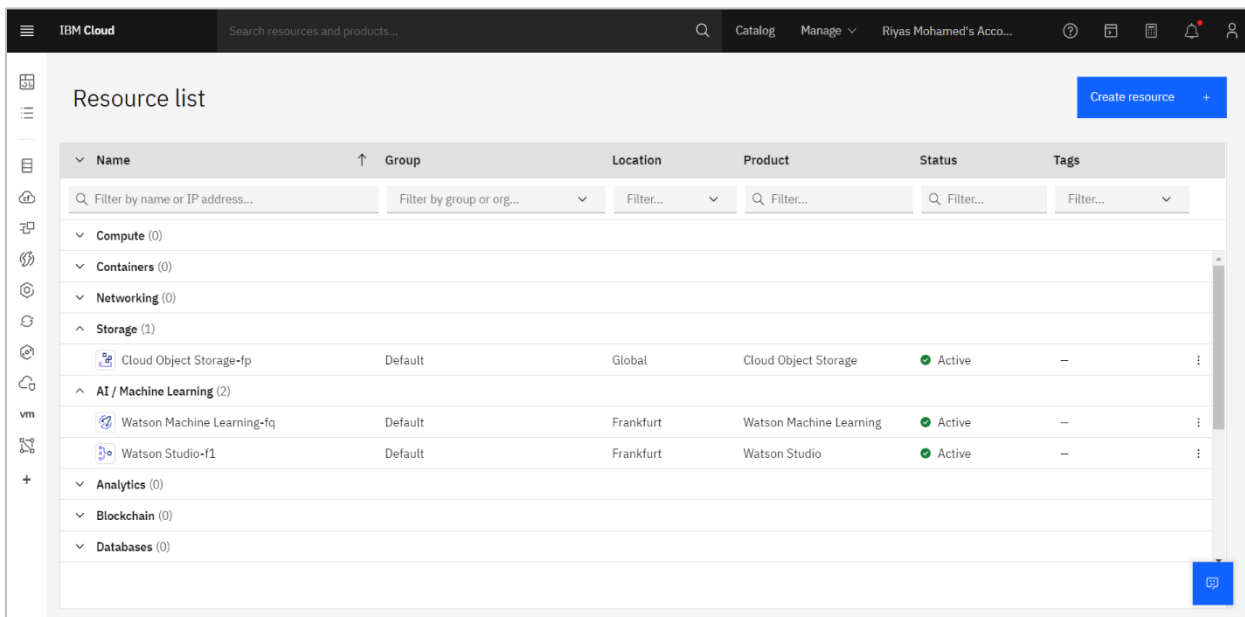 IBM Cloud Search resources and products... Catalog Manage Riyas Mohamed's Acco...
Resource list
Create resource +
Name Group Location Product Status Tags
Filter by name or IP address... Filter by group or org... Filter... Filter... Filter... Filter...
Compute (0)
Containers (0)
Networking (0)
Storage (1)
Cloud Object Storage-fp Default Global Cloud Object Storage Active –
AI / Machine Learning (2)
Watson Machine Learning-fq Default Frankfurt Watson Machine Learning Active –
vm
Watson Studio-f1 Default Frankfurt Watson Studio Active –
Analytics (0)
Blockchain (0)
Databases (0)